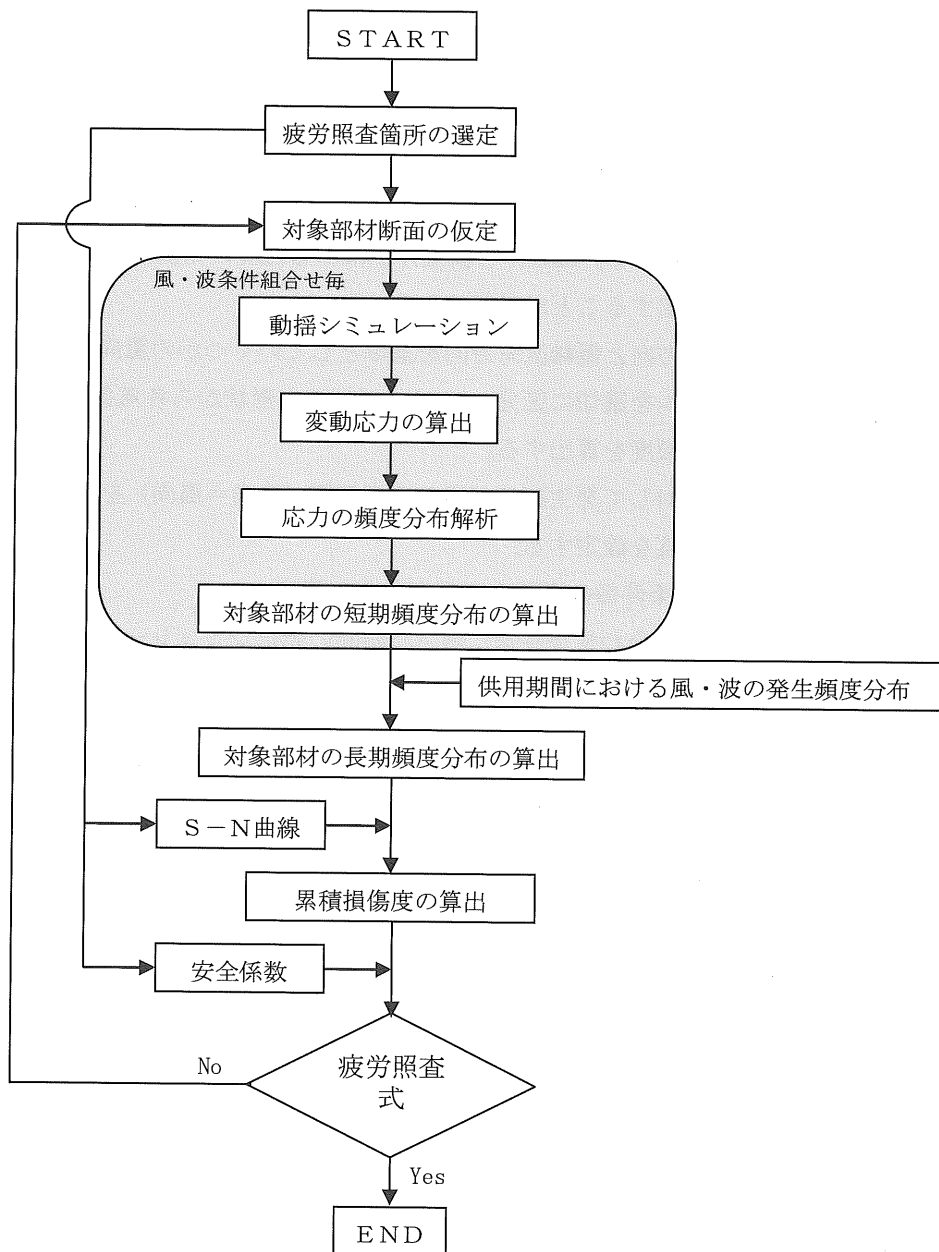 ＳＴＡＲＴ
疲労照査箇所の選定
対象部材断面の仮定
風・波条件組合せ毎
動揺シミュレーション
変動応力の算出
応力の頻度分布解析
対象部材の短期頻度分布の算出
供用期間における風・波の発生頻度分布
対象部材の長期頻度分布の算出
Ｓ－Ｎ曲線
累積損傷度の算出
安全係数
疲労照査
式
No
Yes
ＥＮＤ